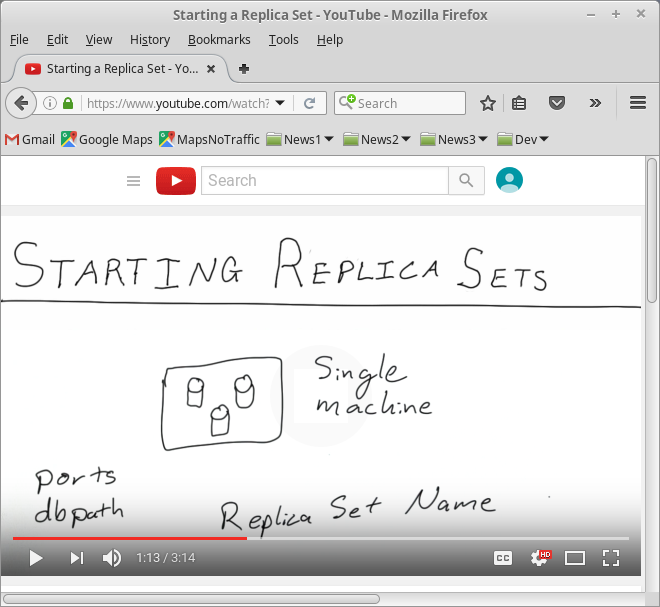 Starting a Replica Set - YouTube - Mozilla Firefox
File Edit View History Bookmarks Tools Help
Starting a Replica Set - Yo...
https://www.youtube.com/watch? Search
Gmail Google Maps MapsNoTraffic News1 News2 News3 Dev
Search
STARTING REPLICA SETS
Single
machine
ports
dbpath
Replica Set Name
1:13 / 3:14 CC HD